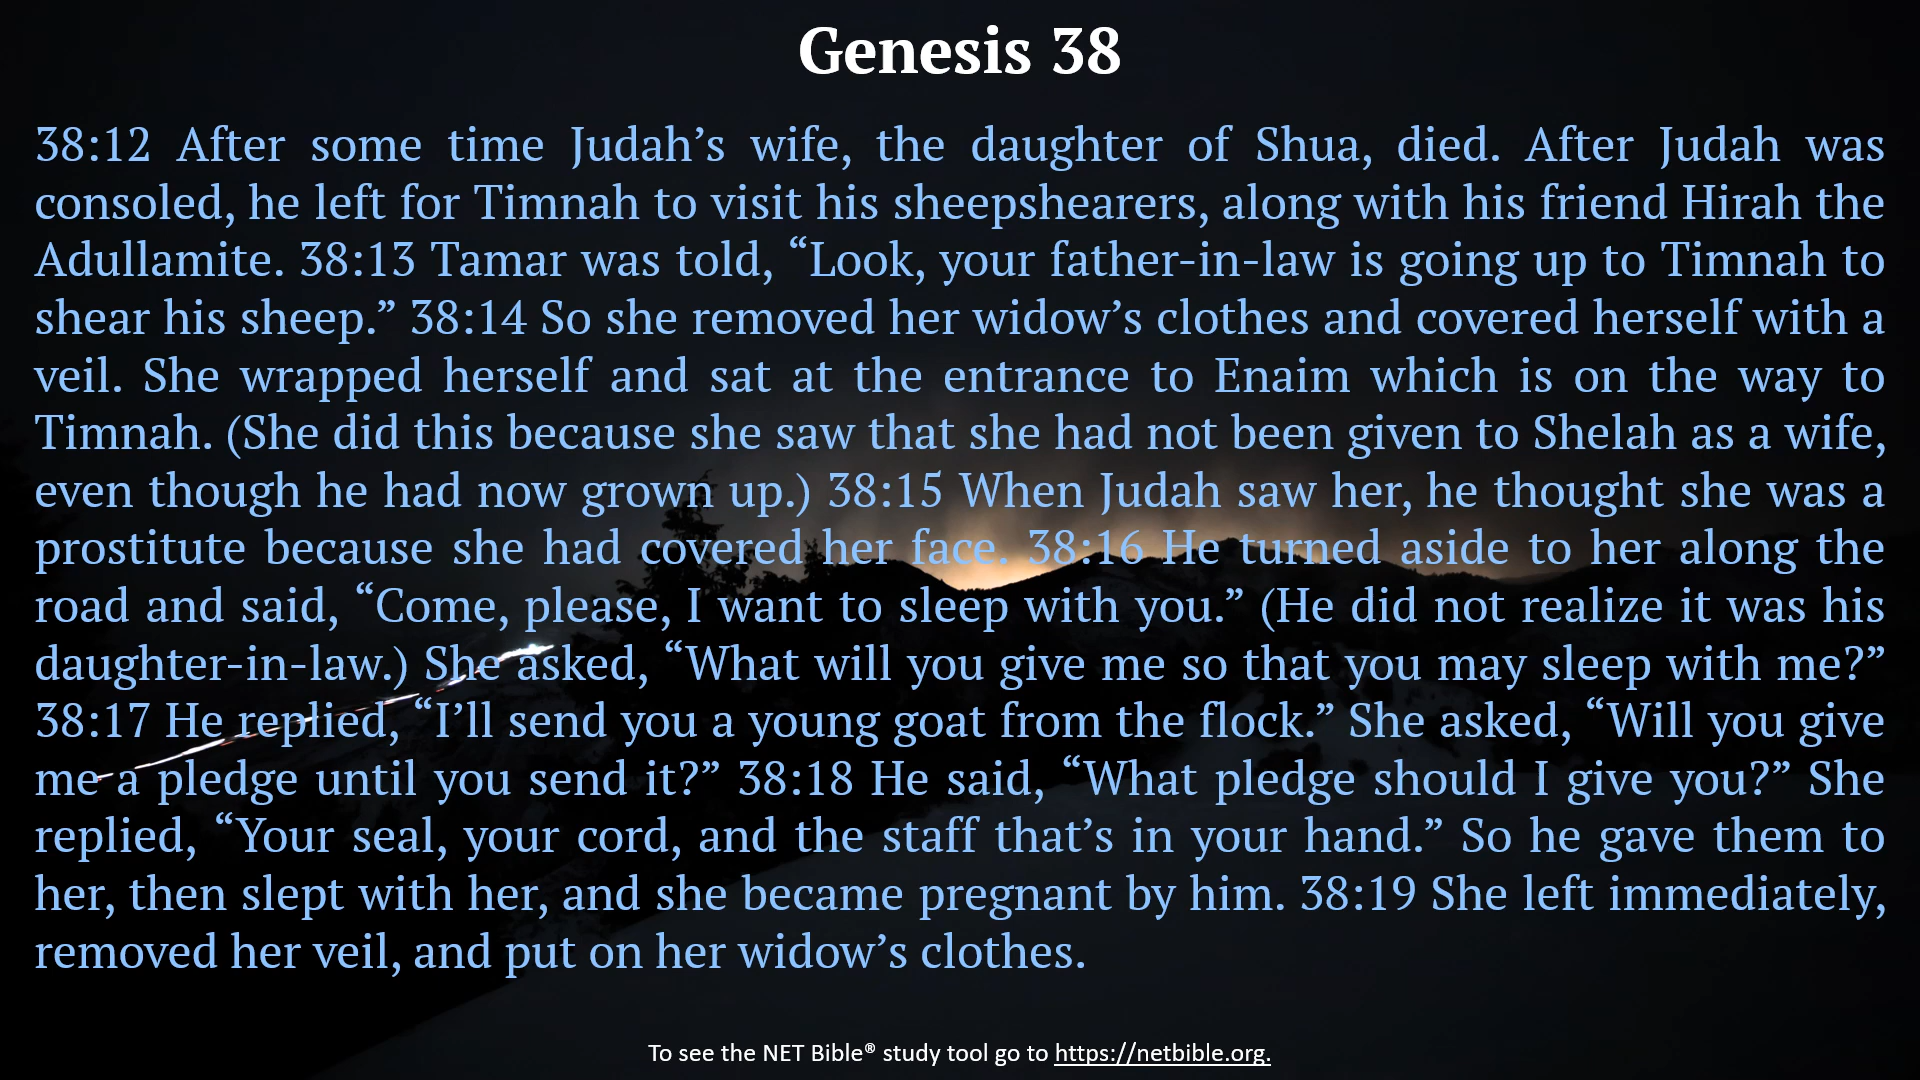 Genesis 38
38:12 After some time Judah’s wife, the daughter of Shua, died. After Judah was
consoled, he left for Timnah to visit his sheepshearers, along with his friend Hirah the
Adullamite. 38:13 Tamar was told, “Look, your father-in-law is going up to Timnah to
shear his sheep.” 38:14 So she removed her widow’s clothes and covered herself with a
veil. She wrapped herself and sat at the entrance to Enaim which is on the way to
Timnah. (She did this because she saw that she had not been given to Shelah as a wife,
even though he had now grown up.) 38:15 When Judah saw her, he thought she was a
prostitute because she had covered her face. 38:16 He turned aside to her along the
road and said, “Come, please, I want to sleep with you.” (He did not realize it was his
daughter-in-law.) She asked, “What will you give me so that you may sleep with me?”
38:17 He replied, “I’ll send you a young goat from the flock.” She asked, “Will you give
me a pledge until you send it?” 38:18 He said, “What pledge should I give you?” She
replied, “Your seal, your cord, and the staff that’s in your hand.” So he gave them to
her, then slept with her, and she became pregnant by him. 38:19 She left immediately,
removed her veil, and put on her widow’s clothes.
To see the NET Bible® study tool go to https://netbible.org.